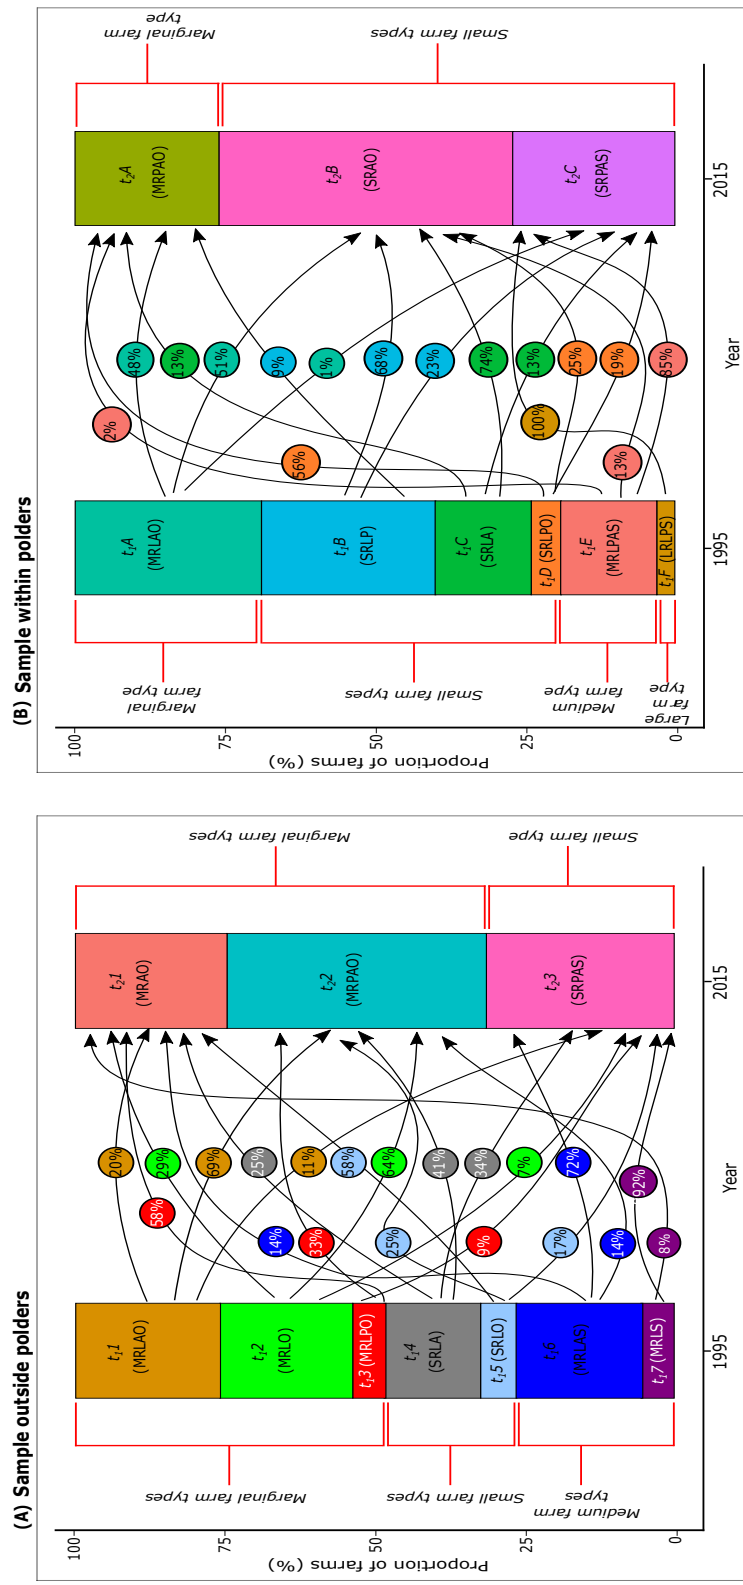 (A) Sample outside polders
Proportion of farms (%)
100
75
50
25
0
Marginal farm types
Small farm types
Medium farm
types
t₁1
(MRLAO)
t₁2
(MRLO)
t₁3 (MRLPO)
t₁4
(SRLA)
t₁5 (SRLO)
t₁6
(MRLAS)
t₁7 (MRLS)
20%
58%
29%
69%
25%
14%
11%
33%
58%
64%
25%
41%
34%
9%
7%
72%
17%
14%
92%
8%
t₂1
(MRAO)
t₂2
(MRPAO)
t₂3
(SRPAS)
Marginal farm types
Small farm
type
1995
Year
2015
(B) Sample within polders
Proportion of farms (%)
100
75
50
25
0
Marginal
farm type
Small farm types
Medium
farm type
Large
farm
type
t₁A
(MRLAO)
t₁B
(SRLP)
t₁C
(SRLA)
t₁D (SRLPO)
t₁E
(MRLPAS)
t₁F (LRLPS)
2%
48%
13%
51%
56%
9%
1%
68%
23%
74%
100%
13%
25%
19%
13%
85%
t₂A
(MRPAO)
t₂B
(SRAO)
t₂C
(SRPAS)
Marginal farm
type
Small farm types
1995
Year
2015